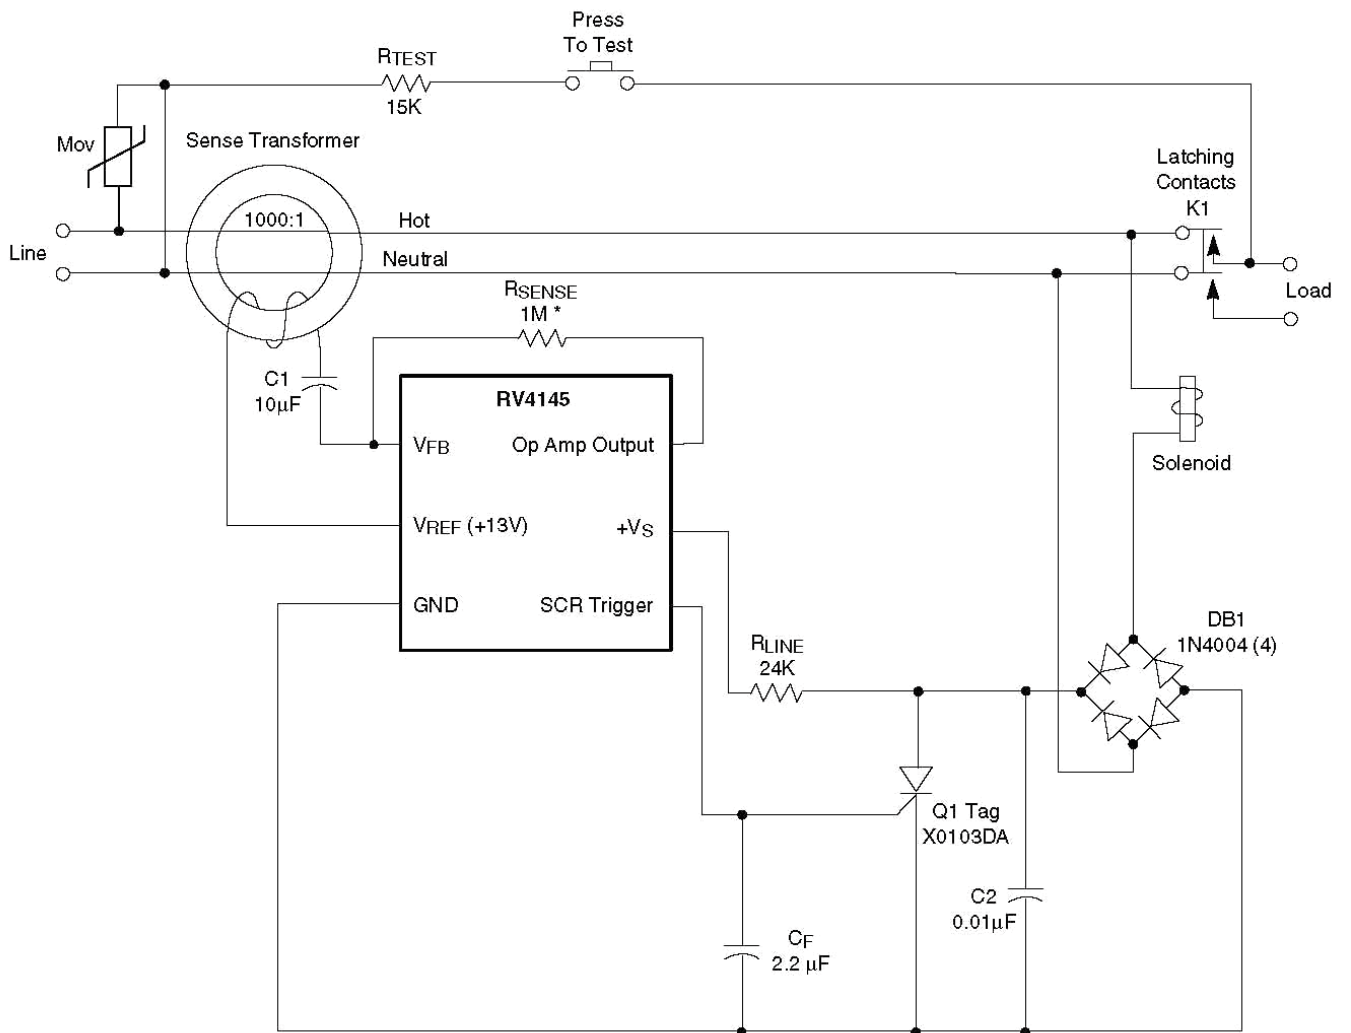 Press
To Test
RTEST
15K
Mov
Sense Transformer
Latching
Contacts
K1
1000:1
Hot
Line
Neutral
Load
RSENSE
1M *
C1
10µF
RV4145
VFB
Op Amp Output
Solenoid
VREF (+13V)
+VS
GND
SCR Trigger
DB1
1N4004 (4)
RLINE
24K
Q1 Tag
X0103DA
C2
0.01µF
CF
2.2 µF